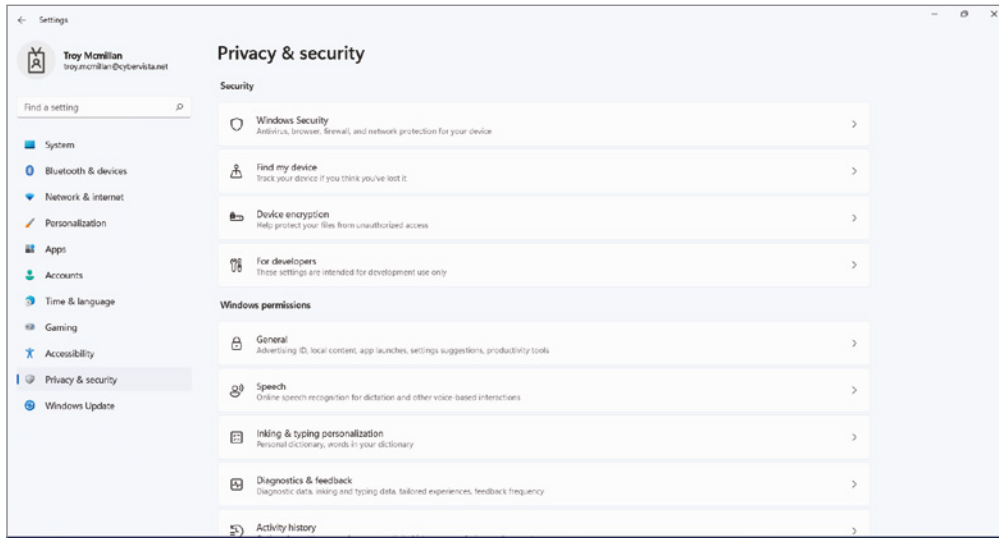 Settings
Troy Mcmillan
troy.mcmillan@cybervista.net
Find a setting
System
Bluetooth & devices
Network & internet
Personalization
Apps
Accounts
Time & language
Gaming
Accessibility
Privacy & security
Windows Update
Privacy & security
Security
Windows Security
Antivirus, browser, firewall, and network protection for your device
Find my device
Track your device if you think you've lost it
Device encryption
Help protect your files from unauthorized access
For developers
These settings are intended for development use only
Windows permissions
General
Advertising ID, local content, app launches, settings suggestions, productivity tools
Speech
Online speech recognition for dictation and other voice-based interactions
Inking & typing personalization
Personal dictionary, words in your dictionary
Diagnostics & feedback
Diagnostic data, inking and typing data, tailored experiences, feedback frequency
Activity history